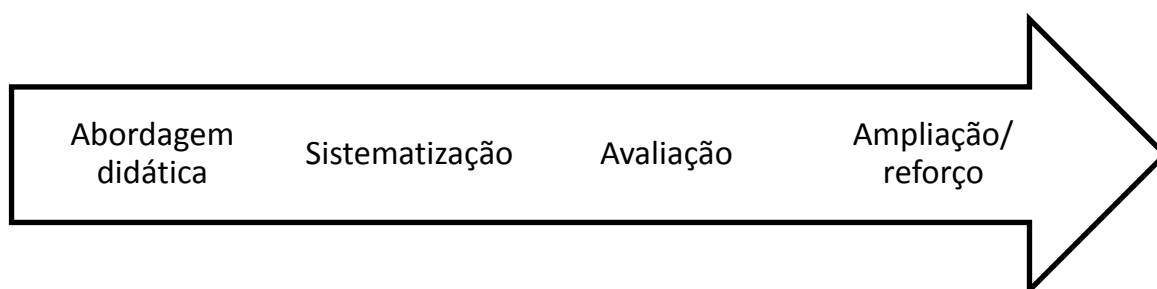 Abordagem
didática
Sistematização
Avaliação
Ampliação/
reforço